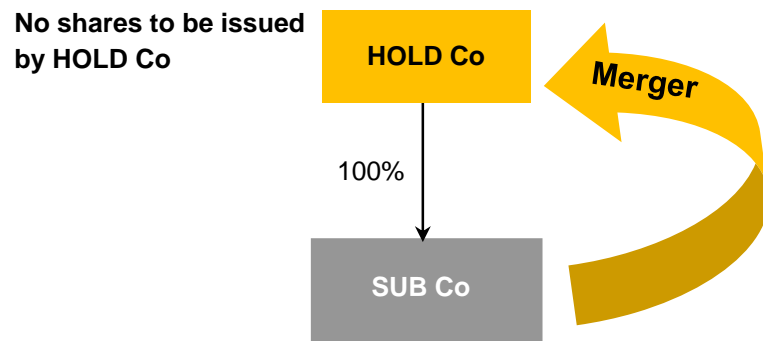 No shares to be issued
by HOLD Co
HOLD Co
Merger
100%
SUB Co